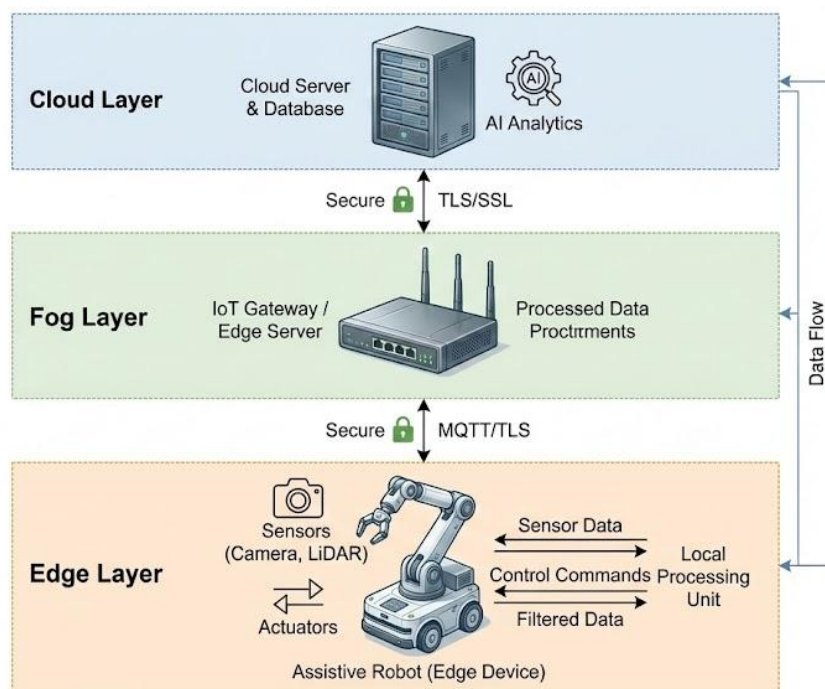 Cloud Layer
Cloud Server
& Database
AI
AI Analytics
Secure
TLS/SSL
Fog Layer
IoT Gateway /
Edge Server
Processed Data
Secure
MQTT/TLS
Edge Layer
Sensors
(Camera, LiDAR)
Actuators
Sensor Data
Control Commands
Filtered Data
Local
Processing
Unit
Assistive Robot (Edge Device)
Data Flow